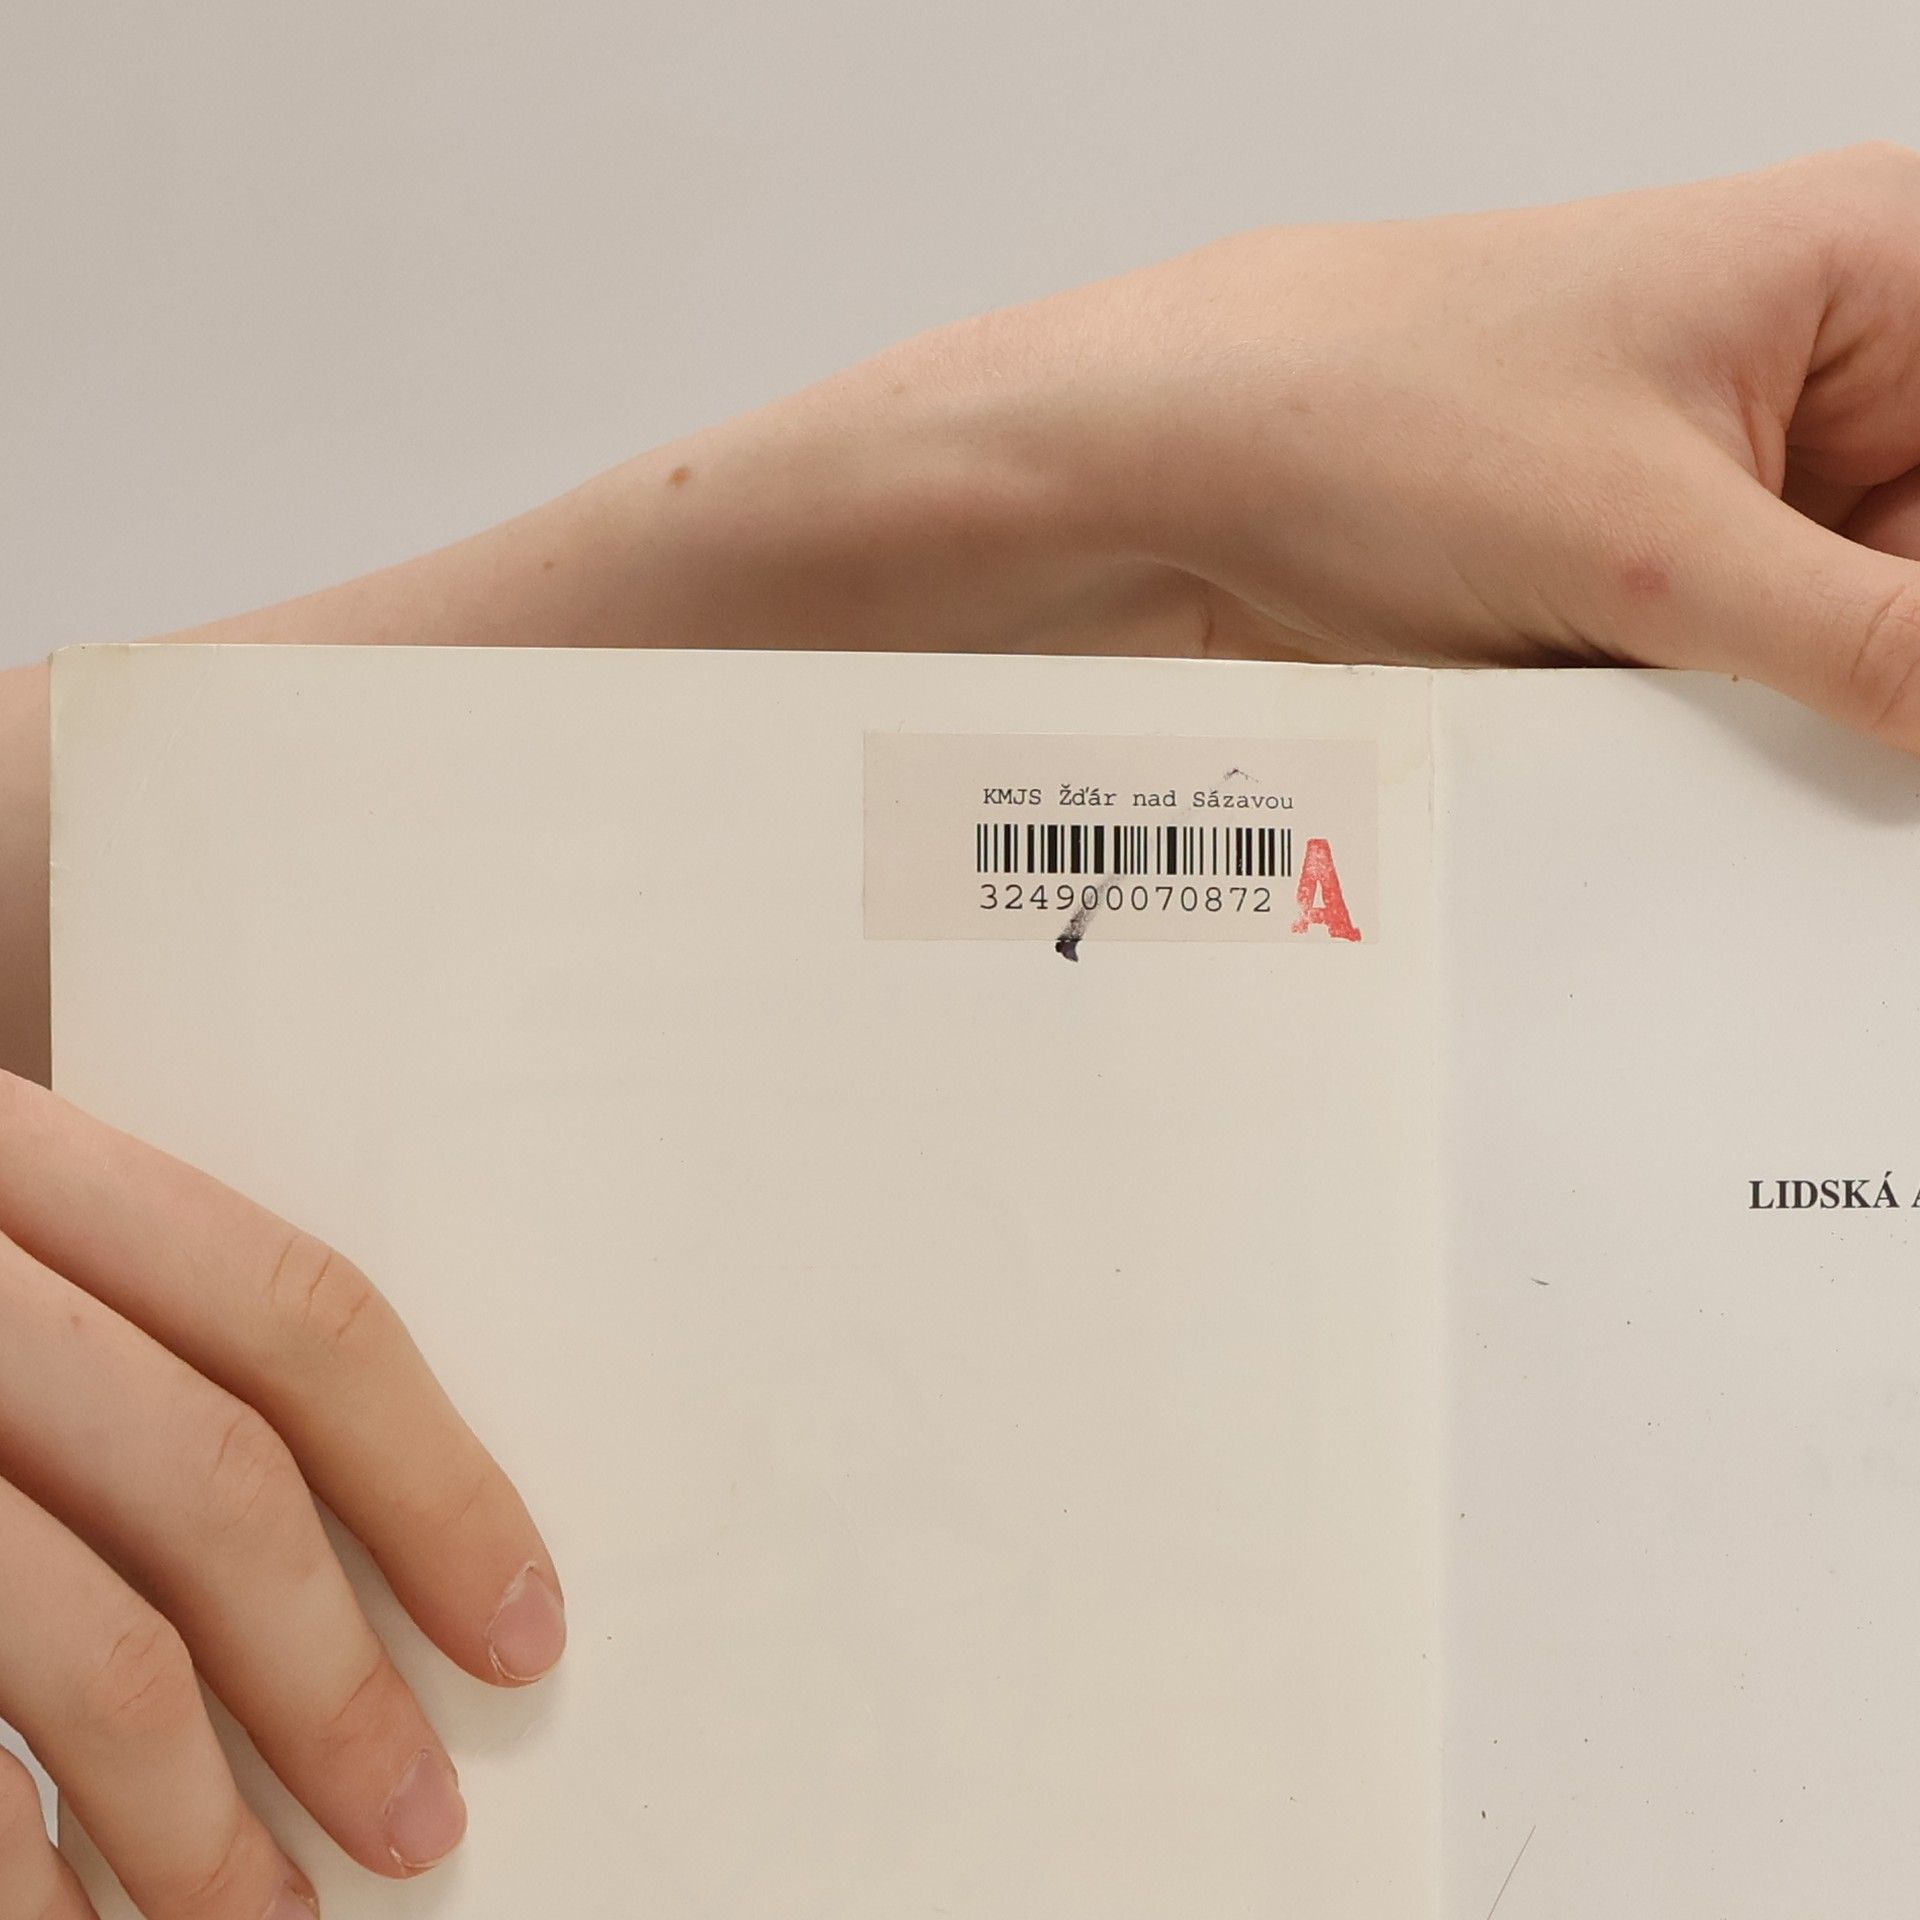 KMJS Žďár nad Sázavou
324900070872
A
LIDSKÁ